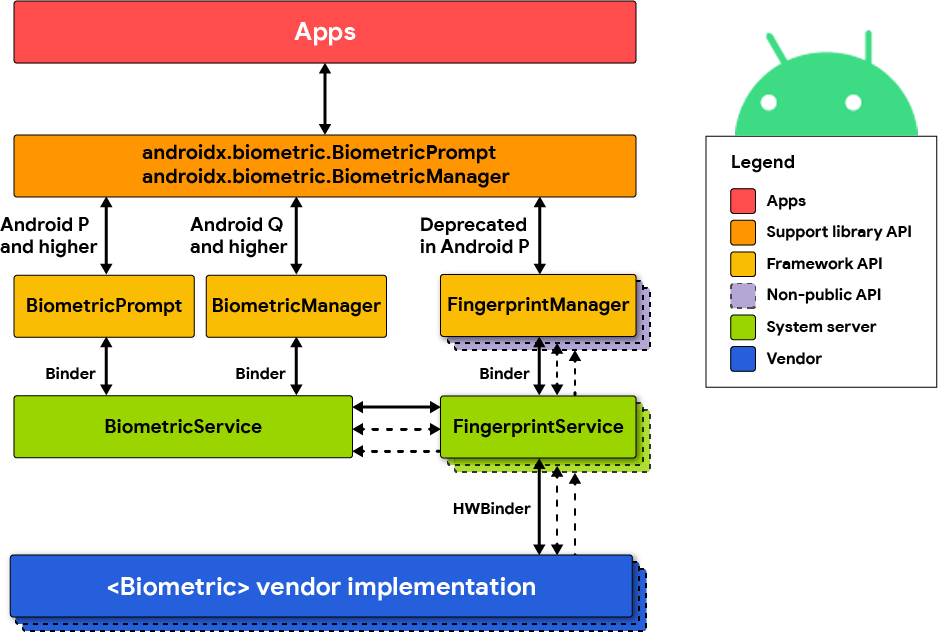 Apps
androidx.biometric.BiometricPrompt
androidx.biometric.BiometricManager
Android P
and higher
Android Q
and higher
Deprecated
in Android P
BiometricPrompt
BiometricManager
FingerprintManager
Binder
Binder
Binder
BiometricService
FingerprintService
HWBinder
<Biometric> vendor implementation
Legend
Apps
Support library API
Framework API
Non-public API
System server
Vendor